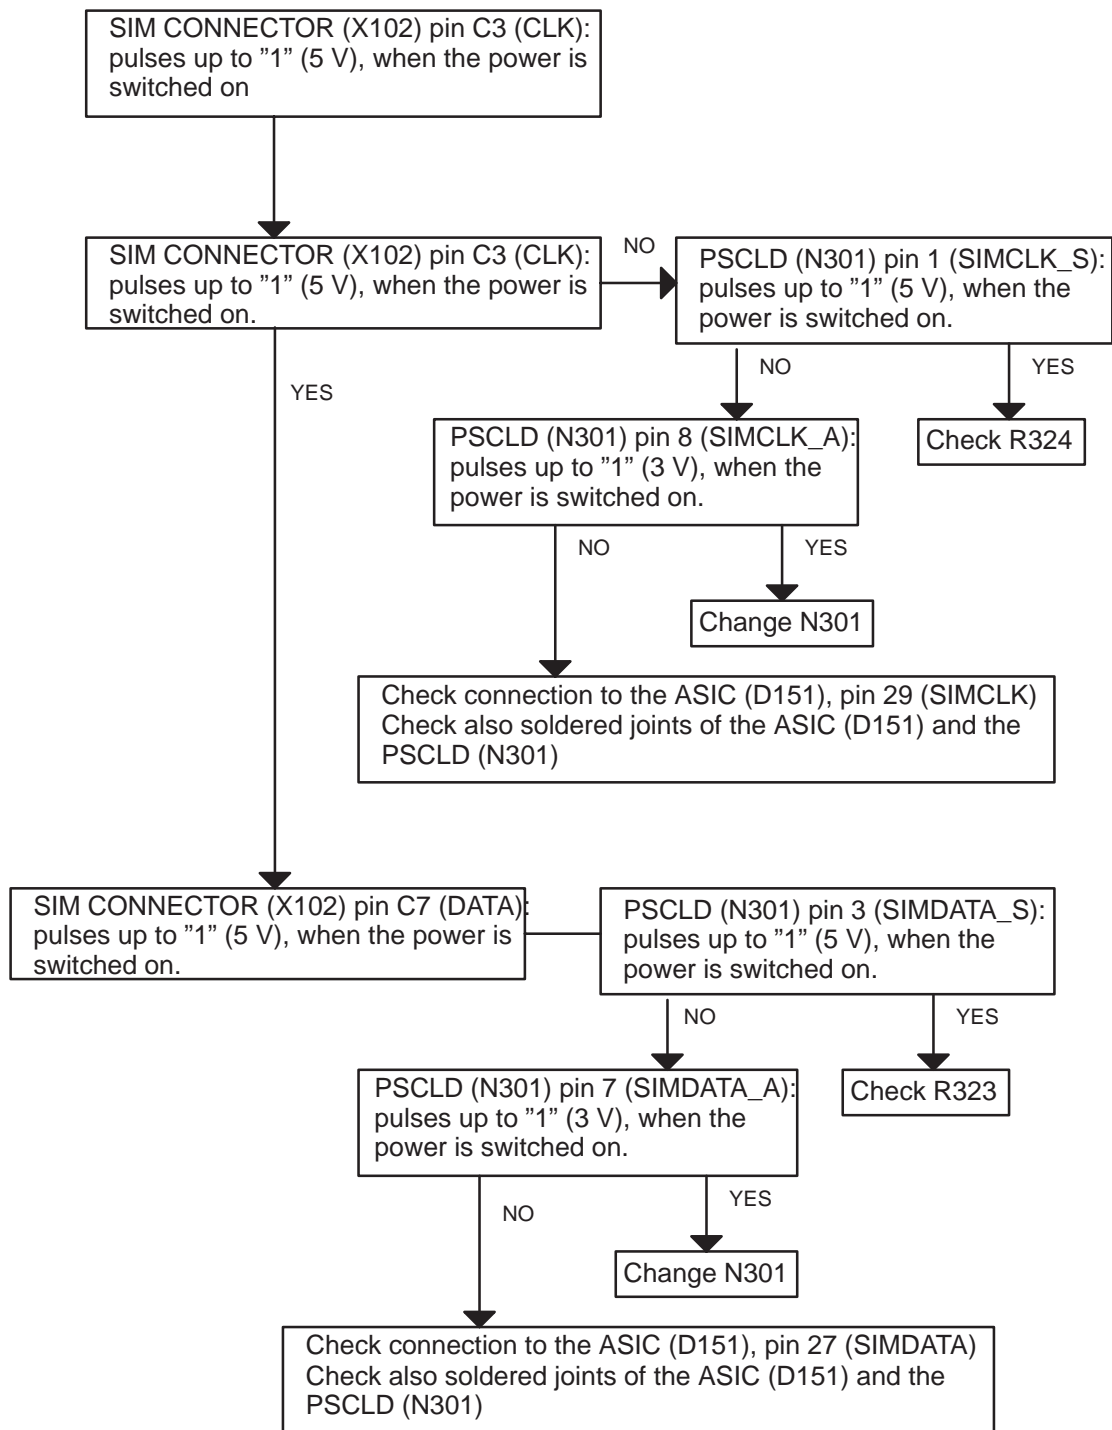 SIM CONNECTOR (X102) pin C3 (CLK):
pulses up to ”1” (5 V), when the power is
switched on
SIM CONNECTOR (X102) pin C3 (CLK):
pulses up to ”1” (5 V), when the power is
switched on.
NO
PSCLD (N301) pin 1 (SIMCLK_S):
pulses up to ”1” (5 V), when the
power is switched on.
YES
NO
YES
PSCLD (N301) pin 8 (SIMCLK_A):
pulses up to ”1” (3 V), when the
power is switched on.
Check R324
NO
YES
Change N301
Check connection to the ASIC (D151), pin 29 (SIMCLK)
Check also soldered joints of the ASIC (D151) and the
PSCLD (N301)
SIM CONNECTOR (X102) pin C7 (DATA):
pulses up to ”1” (5 V), when the power is
switched on.
PSCLD (N301) pin 3 (SIMDATA_S):
pulses up to ”1” (5 V), when the
power is switched on.
NO
YES
PSCLD (N301) pin 7 (SIMDATA_A):
pulses up to ”1” (3 V), when the
power is switched on.
Check R323
NO
YES
Change N301
Check connection to the ASIC (D151), pin 27 (SIMDATA)
Check also soldered joints of the ASIC (D151) and the
PSCLD (N301)